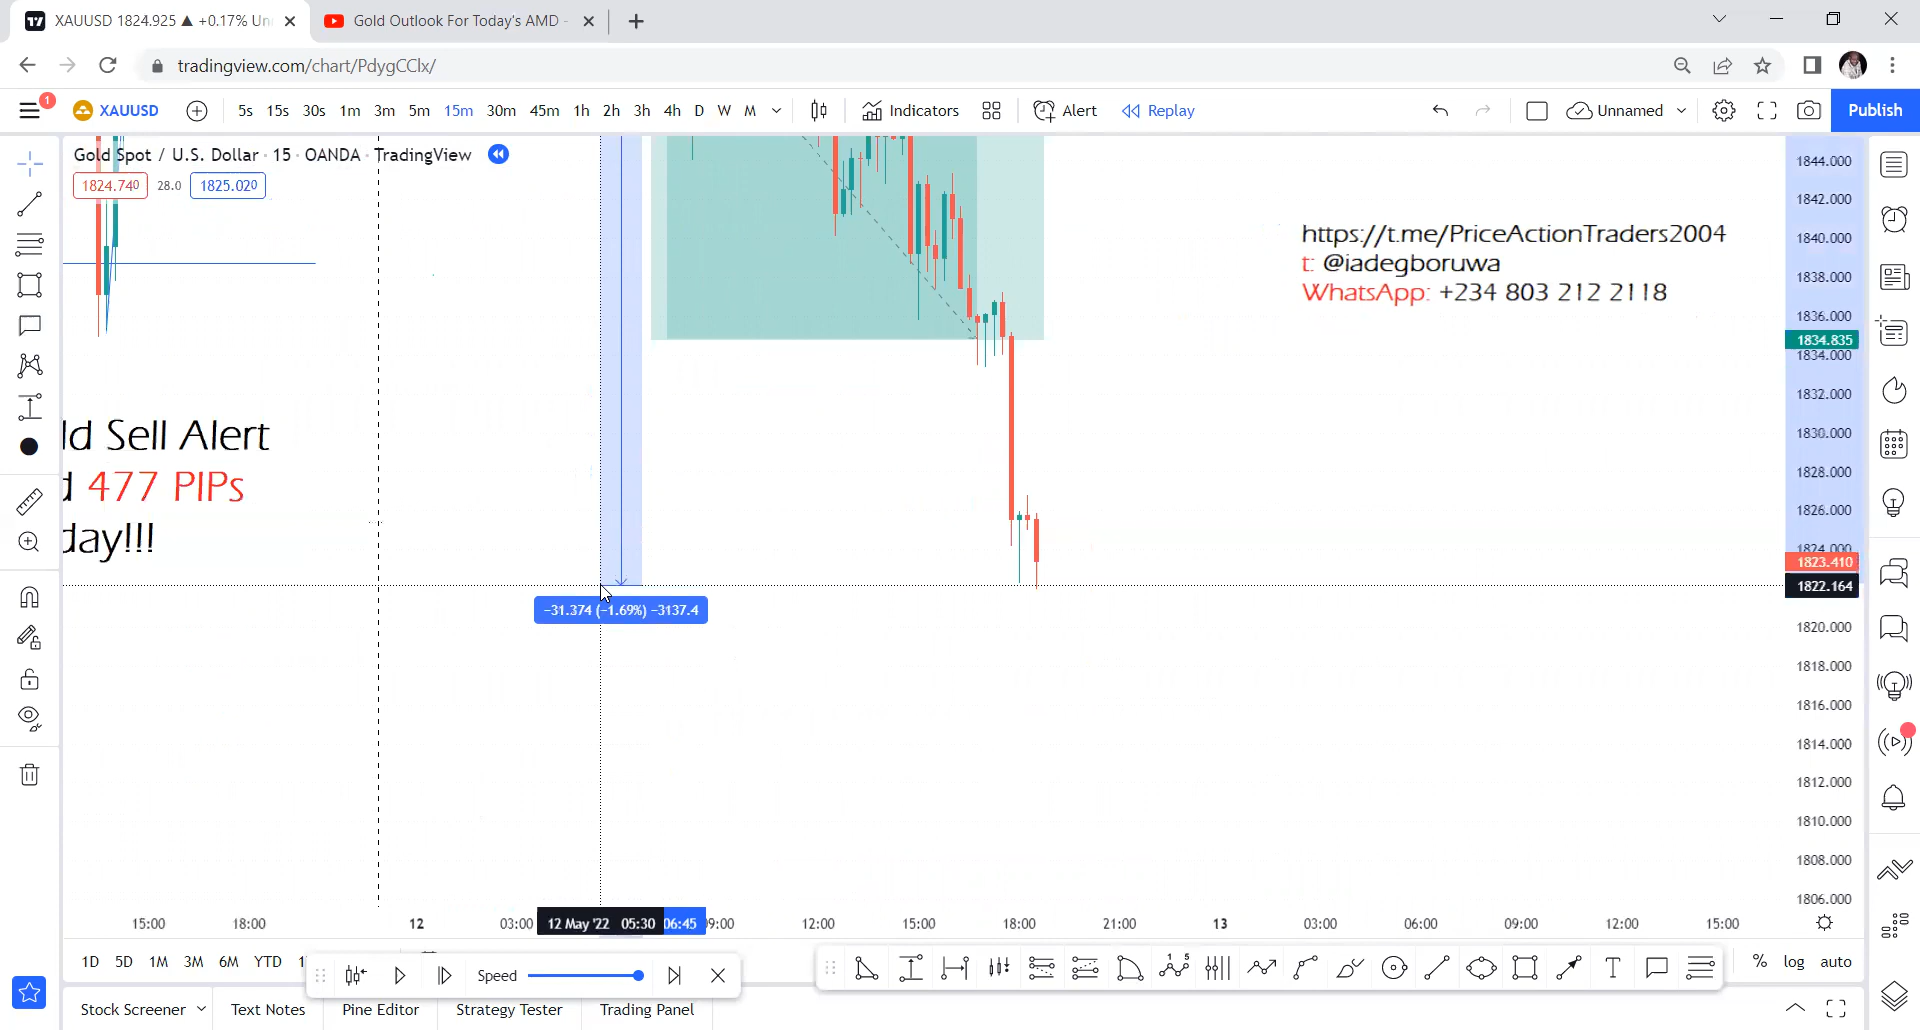 XAUUSD 1824.925 ▲ +0.17% Un
Gold Outlook For Today's AMD -
tradingview.com/chart/PdygCClx/
1
XAUUSD
5s 15s 30s 1m 3m 5m 15m 30m 45m 1h 2h 3h 4h D W M
Indicators
Alert
Replay
Unnamed
Publish
Gold Spot / U.S. Dollar · 15 · OANDA · TradingView
1824.740 28.0 1825.020
https://t.me/PriceActionTraders2004
t: @iadegboruwa
WhatsApp: +234 803 212 2118
ld Sell Alert
d 477 PIPs
day!!!
−31.374 (−1.69%) −3137.4
1844.000
1842.000
1840.000
1838.000
1836.000
1834.835
1834.000
1832.000
1830.000
1828.000
1826.000
1824.000
1823.410
1822.164
1820.000
1818.000
1816.000
1814.000
1812.000
1810.000
1808.000
1806.000
15:00 18:00 12 03:00 12 May '22 05:30 06:45 09:00 12:00 15:00 18:00 21:00 13 03:00 06:00 09:00 12:00 15:00
1D 5D 1M 3M 6M YTD 1
Speed
1 5
% log auto
Stock Screener Text Notes Pine Editor Strategy Tester Trading Panel